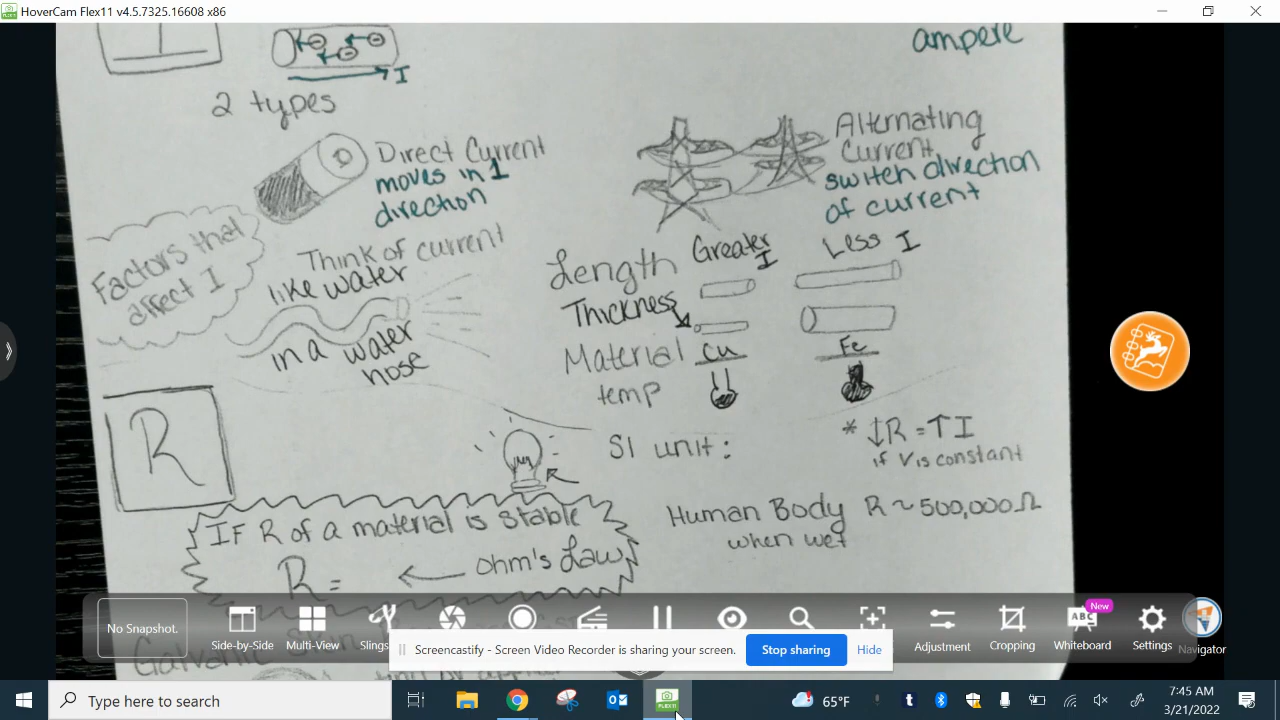 HoverCam Flex11 v4.5.7325.16608 x86
ampere
I
2 types
D
Direct Current
moves in 1
direction
Alternating
Current
switch direction
of current
Factors that
affect I
Think of current
like water
in a water
hose
Length
Thickness
Material
temp
Greater
I
Less I
Cu
Fe
R
SI unit:
* ↓R = ↑I
if V is constant
IF R of a material is stable
R =
← Ohm's Law
Human Body R ~ 500,000Ω
when wet
No Snapshot.
Side-by-Side
Multi-View
Slings
Adjustment
Cropping
ABC
New
Whiteboard
Settings
Navigator
Screencastify - Screen Video Recorder is sharing your screen.
Stop sharing
Hide
Type here to search
FLEX11
65°F
7:45 AM
3/21/2022